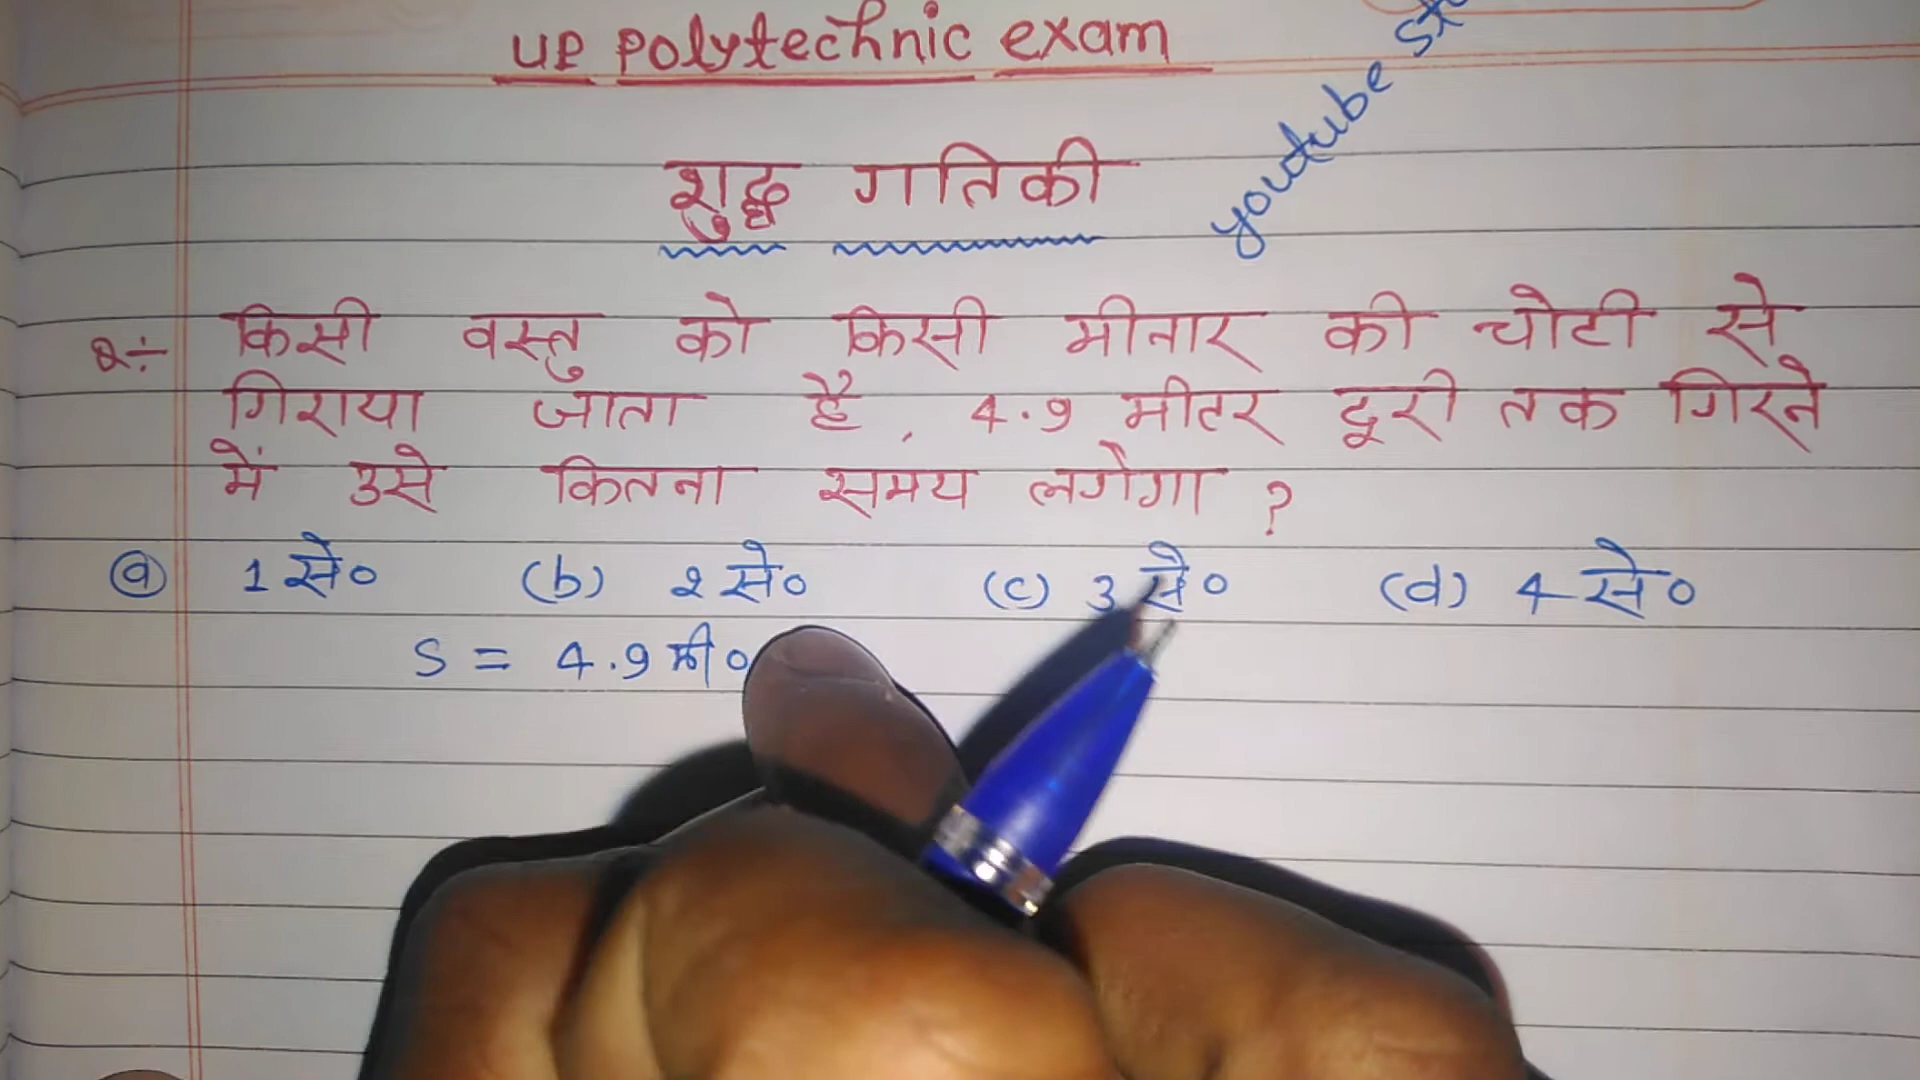 UP polytechnic exam
youtube
शुद्ध गतिकी
Q÷ किसी वस्तु को किसी मीनार की चोटी से
गिराया जाता है, 4.9 मीटर दूरी तक गिरने
में उसे कितना समय लगेगा ?
(a) 1 से० (b) 2 से० (c) 3 से० (d) 4 से०
S = 4.9 मी०